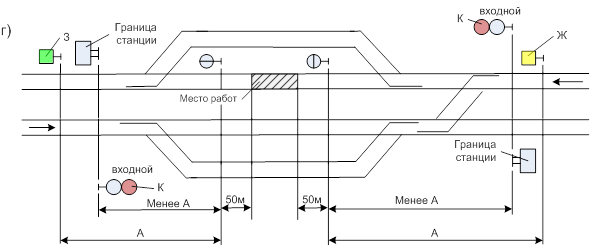 г)
З
Граница
станции
входной
К
Ж
Место работ
Граница
станции
входной
К
Менее А
50м
50м
Менее А
А
А